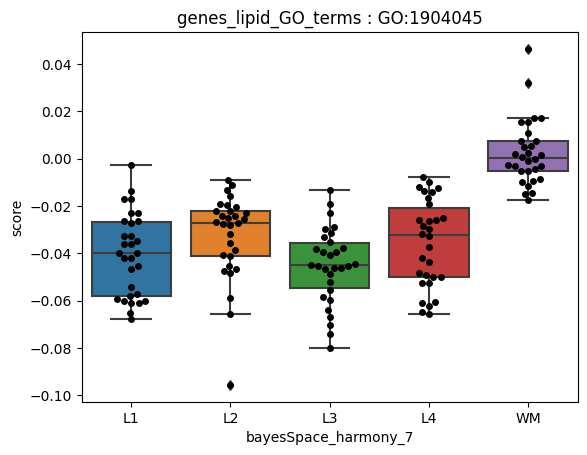 genes_lipid_GO_terms : GO:1904045
0.04
0.02
0.00
−0.02
−0.04
−0.06
−0.08
−0.10
score
L1 L2 L3 L4 WM
bayesSpace_harmony_7